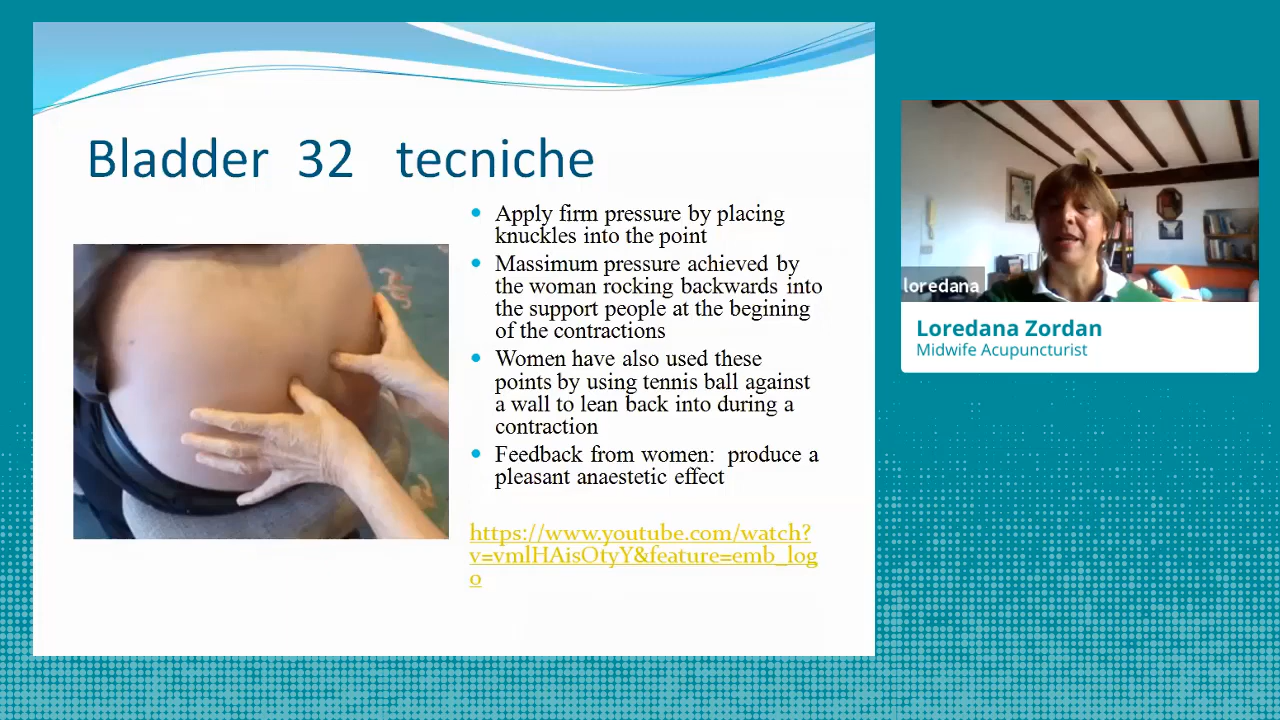 Bladder 32 tecniche
Apply firm pressure by placing
knuckles into the point
Massimum pressure achieved by
the woman rocking backwards into
the support people at the begining
of the contractions
Women have also used these
points by using tennis ball against
a wall to lean back into during a
contraction
Feedback from women: produce a
pleasant anaestetic effect
https://www.youtube.com/watch?
v=vmlHAisOtyY&feature=emb_log
o
loredana
Loredana Zordan
Midwife Acupuncturist